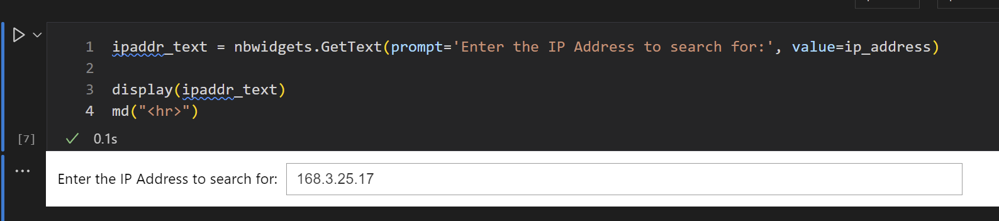 1 ipaddr_text = nbwidgets.GetText(prompt='Enter the IP Address to search for:', value=ip_address)
2
3 display(ipaddr_text)
4 md("<hr>")
[7] 0.1s
Enter the IP Address to search for: 168.3.25.17